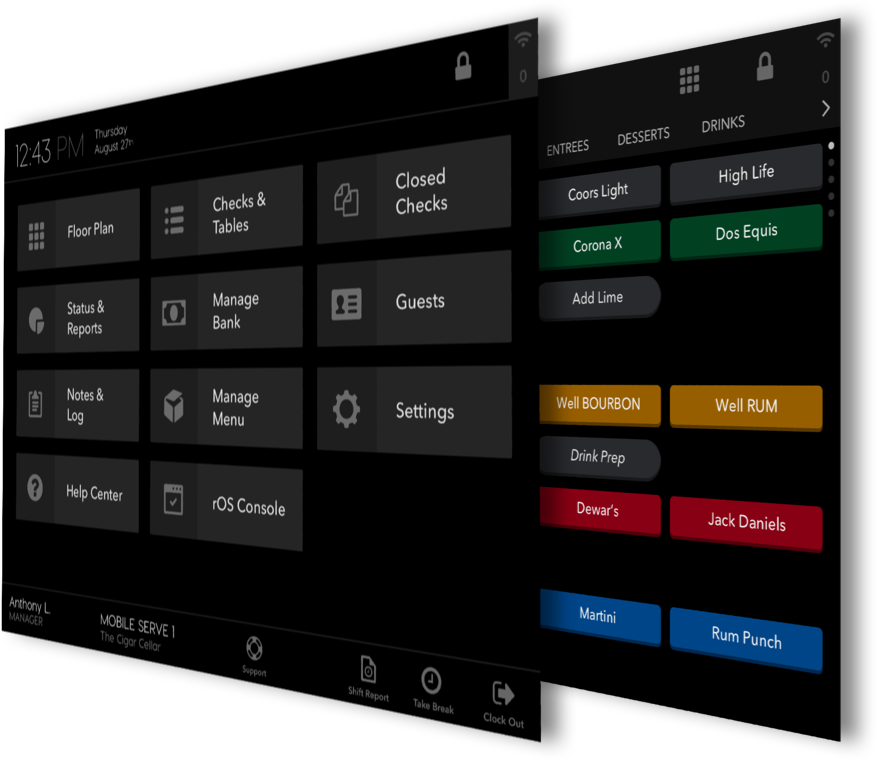 12:43 PM
Thursday
August 27th
0
Floor Plan
Checks &
Tables
Closed
Checks
Status &
Reports
Manage
Bank
Guests
Notes &
Log
Manage
Menu
Settings
Help Center
rOS Console
Anthony L.
MANAGER
MOBILE SERVE 1
The Cigar Cellar
Support
Shift Report
Take Break
Clock Out
0
ENTREES
DESSERTS
DRINKS
Coors Light
High Life
Corona X
Dos Equis
Add Lime
Well BOURBON
Well RUM
Drink Prep
Dewar's
Jack Daniels
Martini
Rum Punch